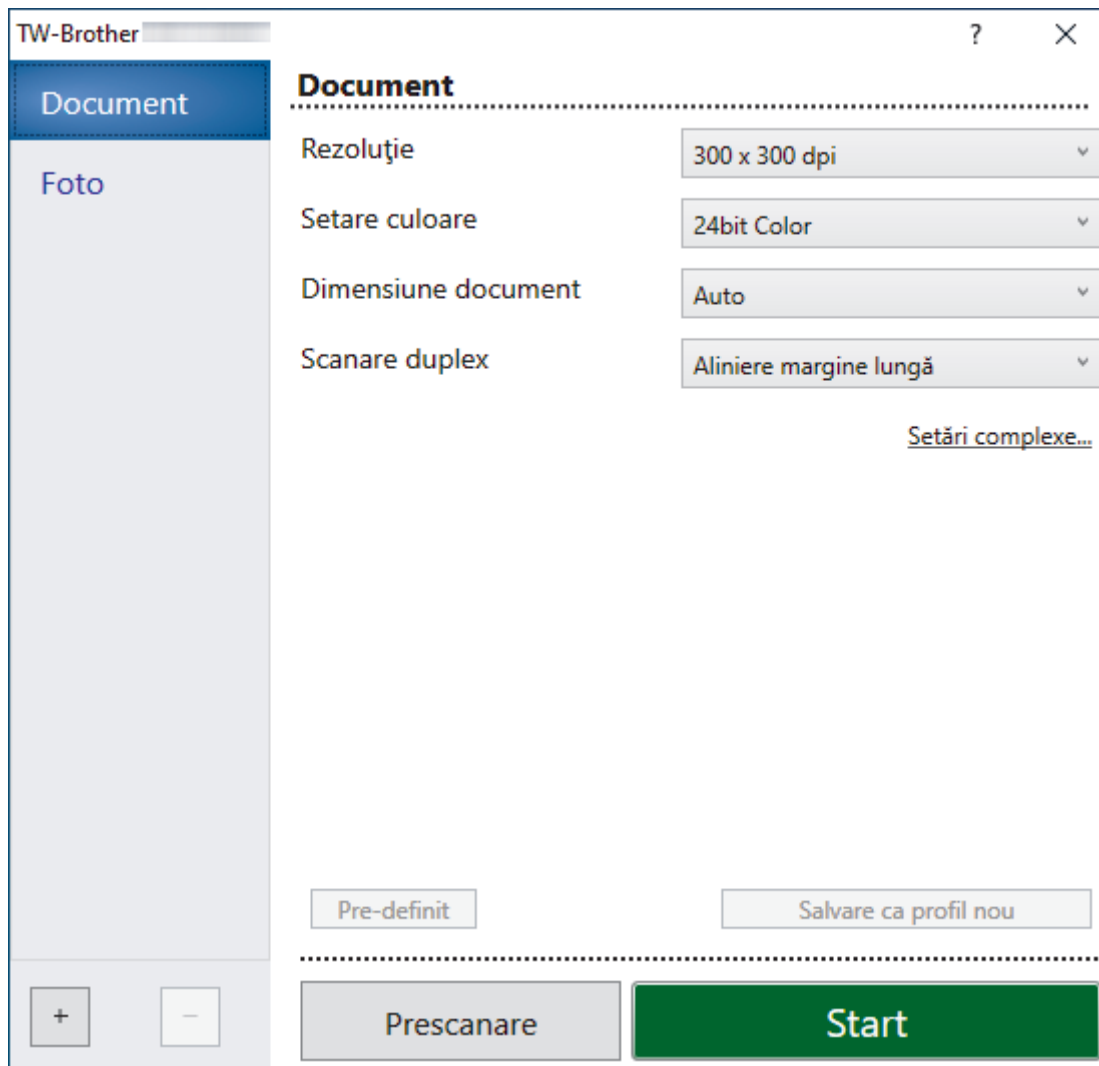 TW-Brother
?
Document
Foto
Document
Rezoluţie
300 x 300 dpi
Setare culoare
24bit Color
Dimensiune document
Auto
Scanare duplex
Aliniere margine lungă
Setări complexe...
Pre-definit
Salvare ca profil nou
+
−
Prescanare
Start